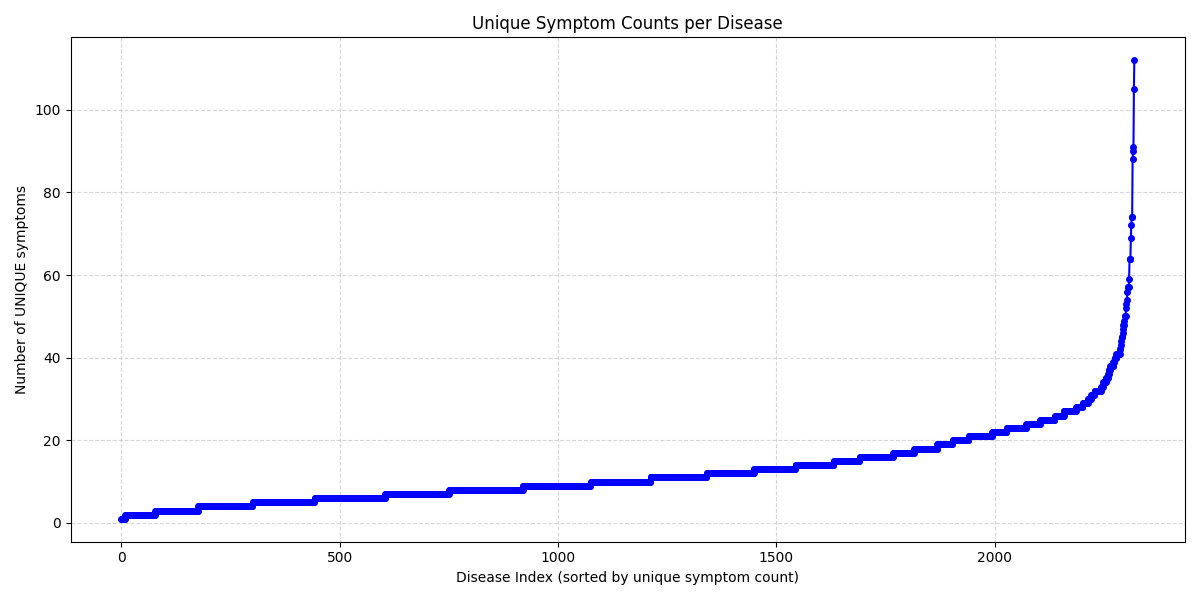 Unique Symptom Counts per Disease
Number of UNIQUE symptoms
100
80
60
40
20
0
0 500 1000 1500 2000
Disease Index (sorted by unique symptom count)